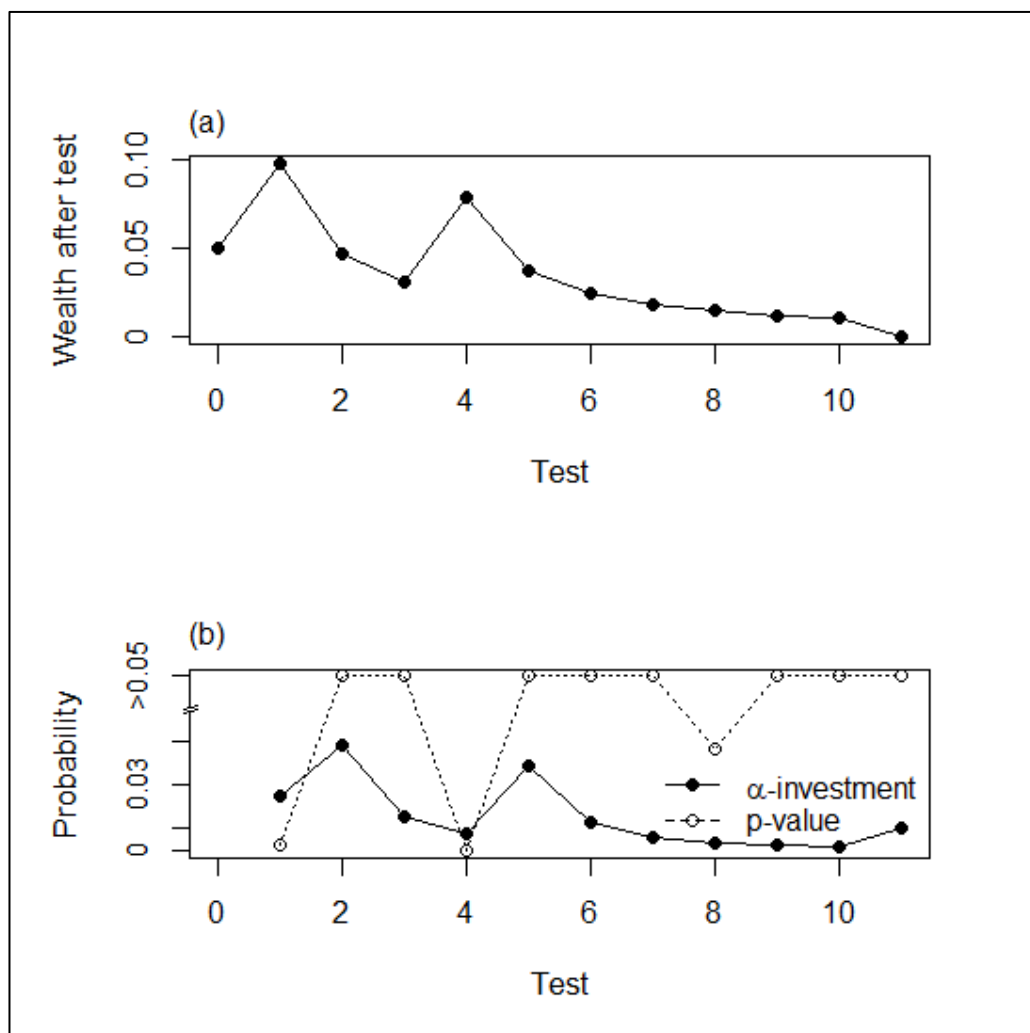 (a)
Wealth after test
0.10
0.05
0
0 2 4 6 8 10
Test
(b)
Probability
>0.05
0.03
0
α-investment
p-value
0 2 4 6 8 10
Test